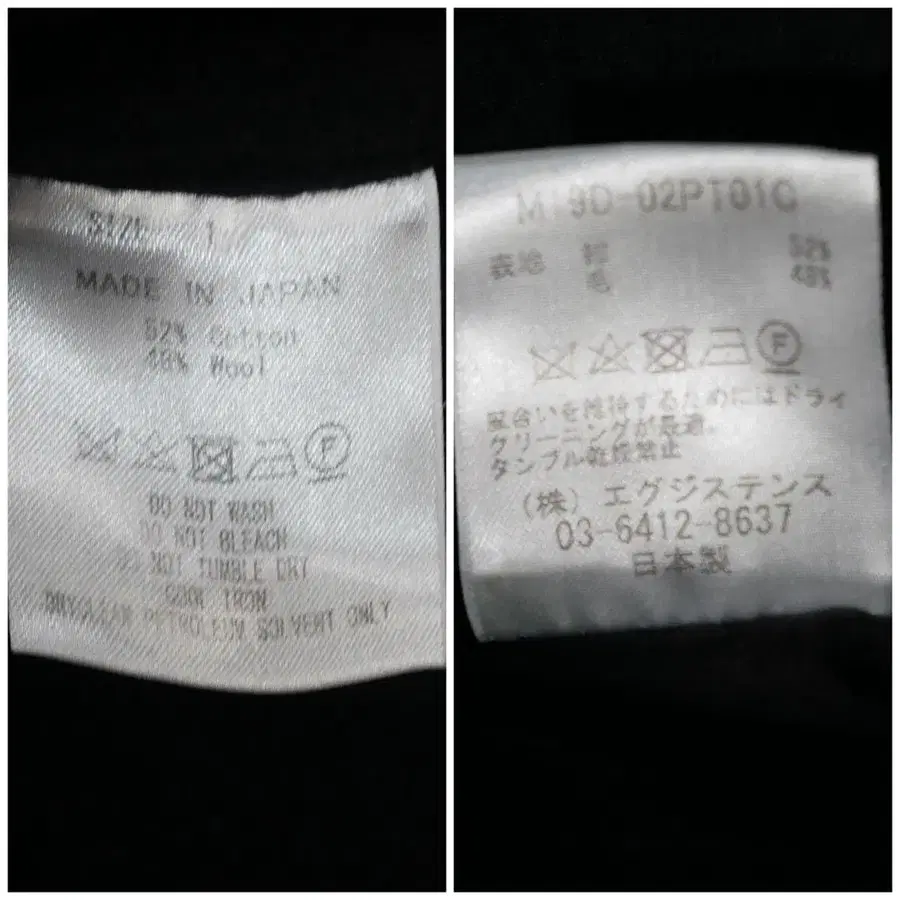 SIZE 1
MADE IN JAPAN
52% Cotton
48% Wool
DO NOT WASH
DO NOT BLEACH
NOT TUMBLE DRY
COOL IRON
DRYCLEAN PETROLEUM SOLVENT ONLY
M19D-02PT01C
表地 綿 52%
毛 48%
F
風合いを維持するためにはドライ
クリーニングが最適。
タンブル乾燥禁止
(株) エグジステンス
03-6412-8637
日本製